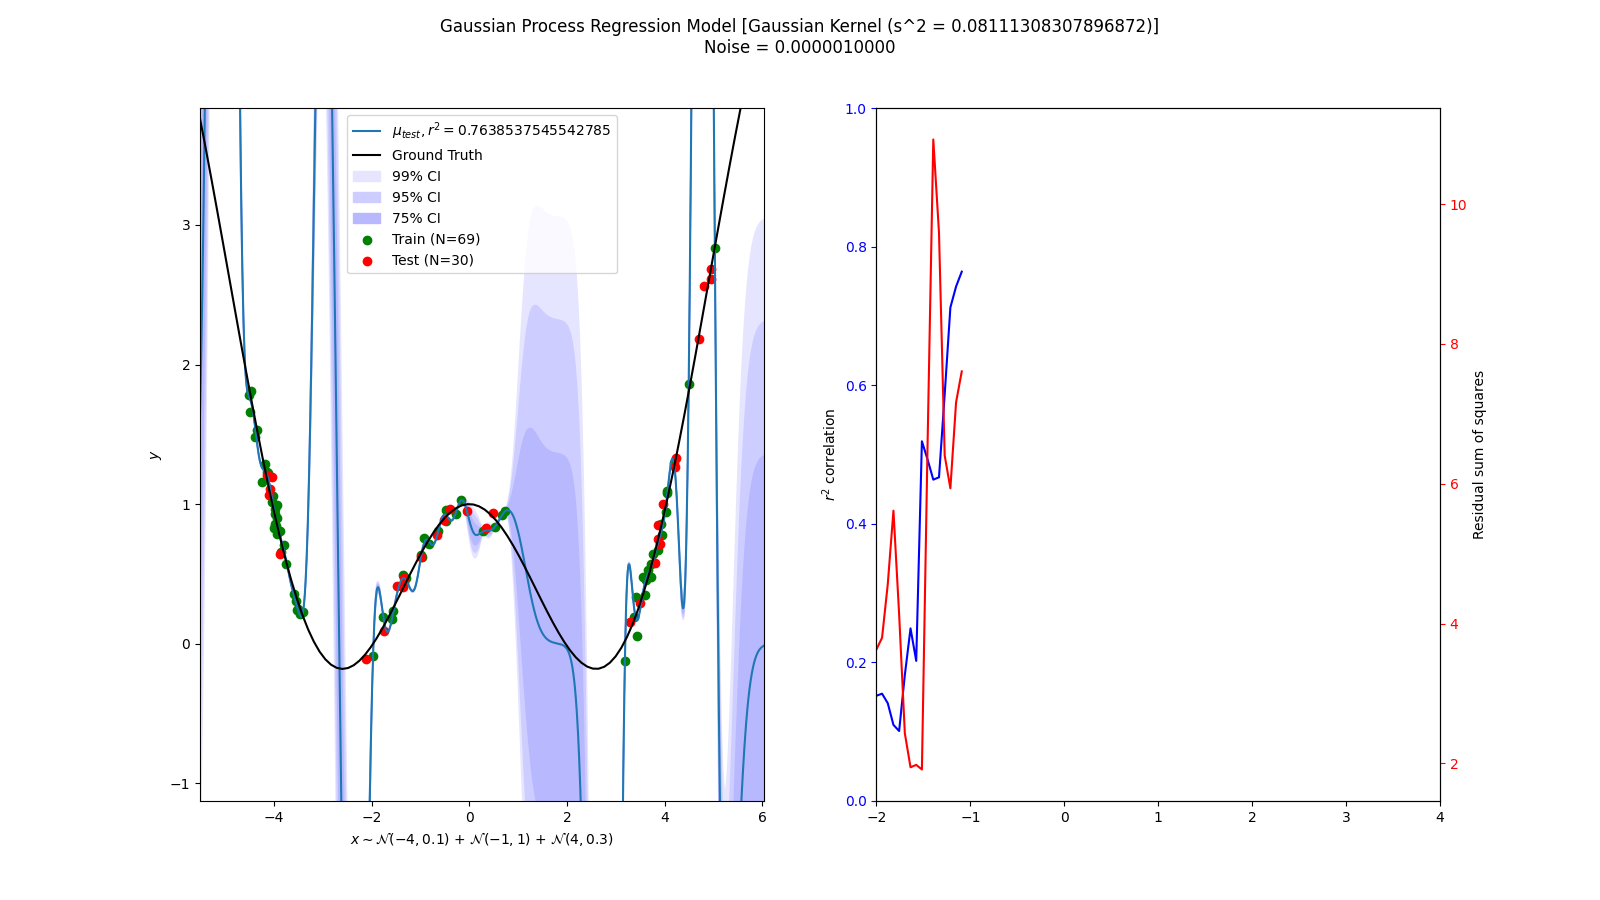 Gaussian Process Regression Model [Gaussian Kernel (s^2 = 0.08111308307896872)]
Noise = 0.0000010000
μ_test, r² = 0.7638537545542785
Ground Truth
99% CI
95% CI
75% CI
Train (N=69)
Test (N=30)
y
3
2
1
0
−1
−4
−2
0
2
4
6
x ~ 𝒩(−4, 0.1) + 𝒩(−1, 1) + 𝒩(4, 0.3)
r² correlation
1.0
0.8
0.6
0.4
0.2
0.0
−2
−1
0
1
2
3
4
10
8
6
4
2
Residual sum of squares